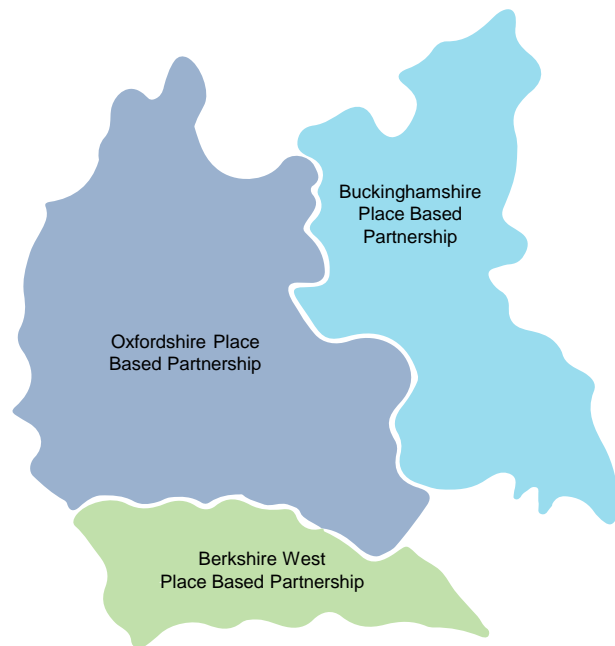 Buckinghamshire
Place Based
Partnership
Oxfordshire Place
Based Partnership
Berkshire West
Place Based Partnership